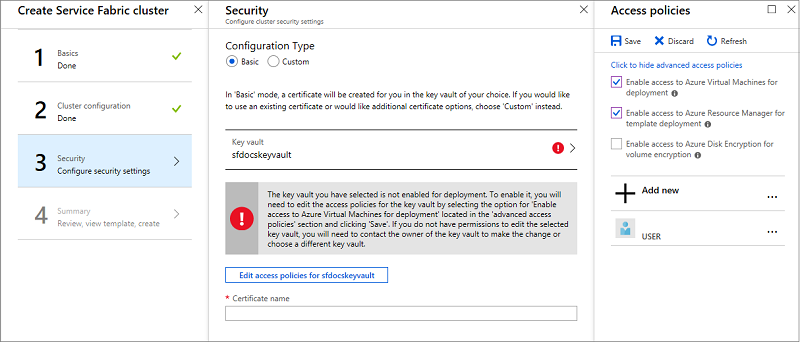 Create Service Fabric cluster
1
Basics
Done
2
Cluster configuration
Done
3
Security
Configure security settings
4
Summary
Review, view template, create
Security
Configure cluster security settings
Configuration Type
Basic
Custom
In 'Basic' mode, a certificate will be created for you in the key vault of your choice. If you would like
to use an existing certificate or would like additional certificate options, choose 'Custom' instead.
Key vault
sfdocskeyvault
The key vault you have selected is not enabled for deployment. To enable it, you will
need to edit the access policies for the key vault by selecting the option for 'Enable
access to Azure Virtual Machines for deployment' located in the 'advanced access
policies' section and clicking 'Save'. If you do not have permissions to edit the selected
key vault, you will need to contact the owner of the key vault to make the change or
choose a different key vault.
Edit access policies for sfdocskeyvault
* Certificate name
Access policies
Save
Discard
Refresh
Click to hide advanced access policies
Enable access to Azure Virtual Machines for
deployment
Enable access to Azure Resource Manager for
template deployment
Enable access to Azure Disk Encryption for
volume encryption
Add new
...
USER
...